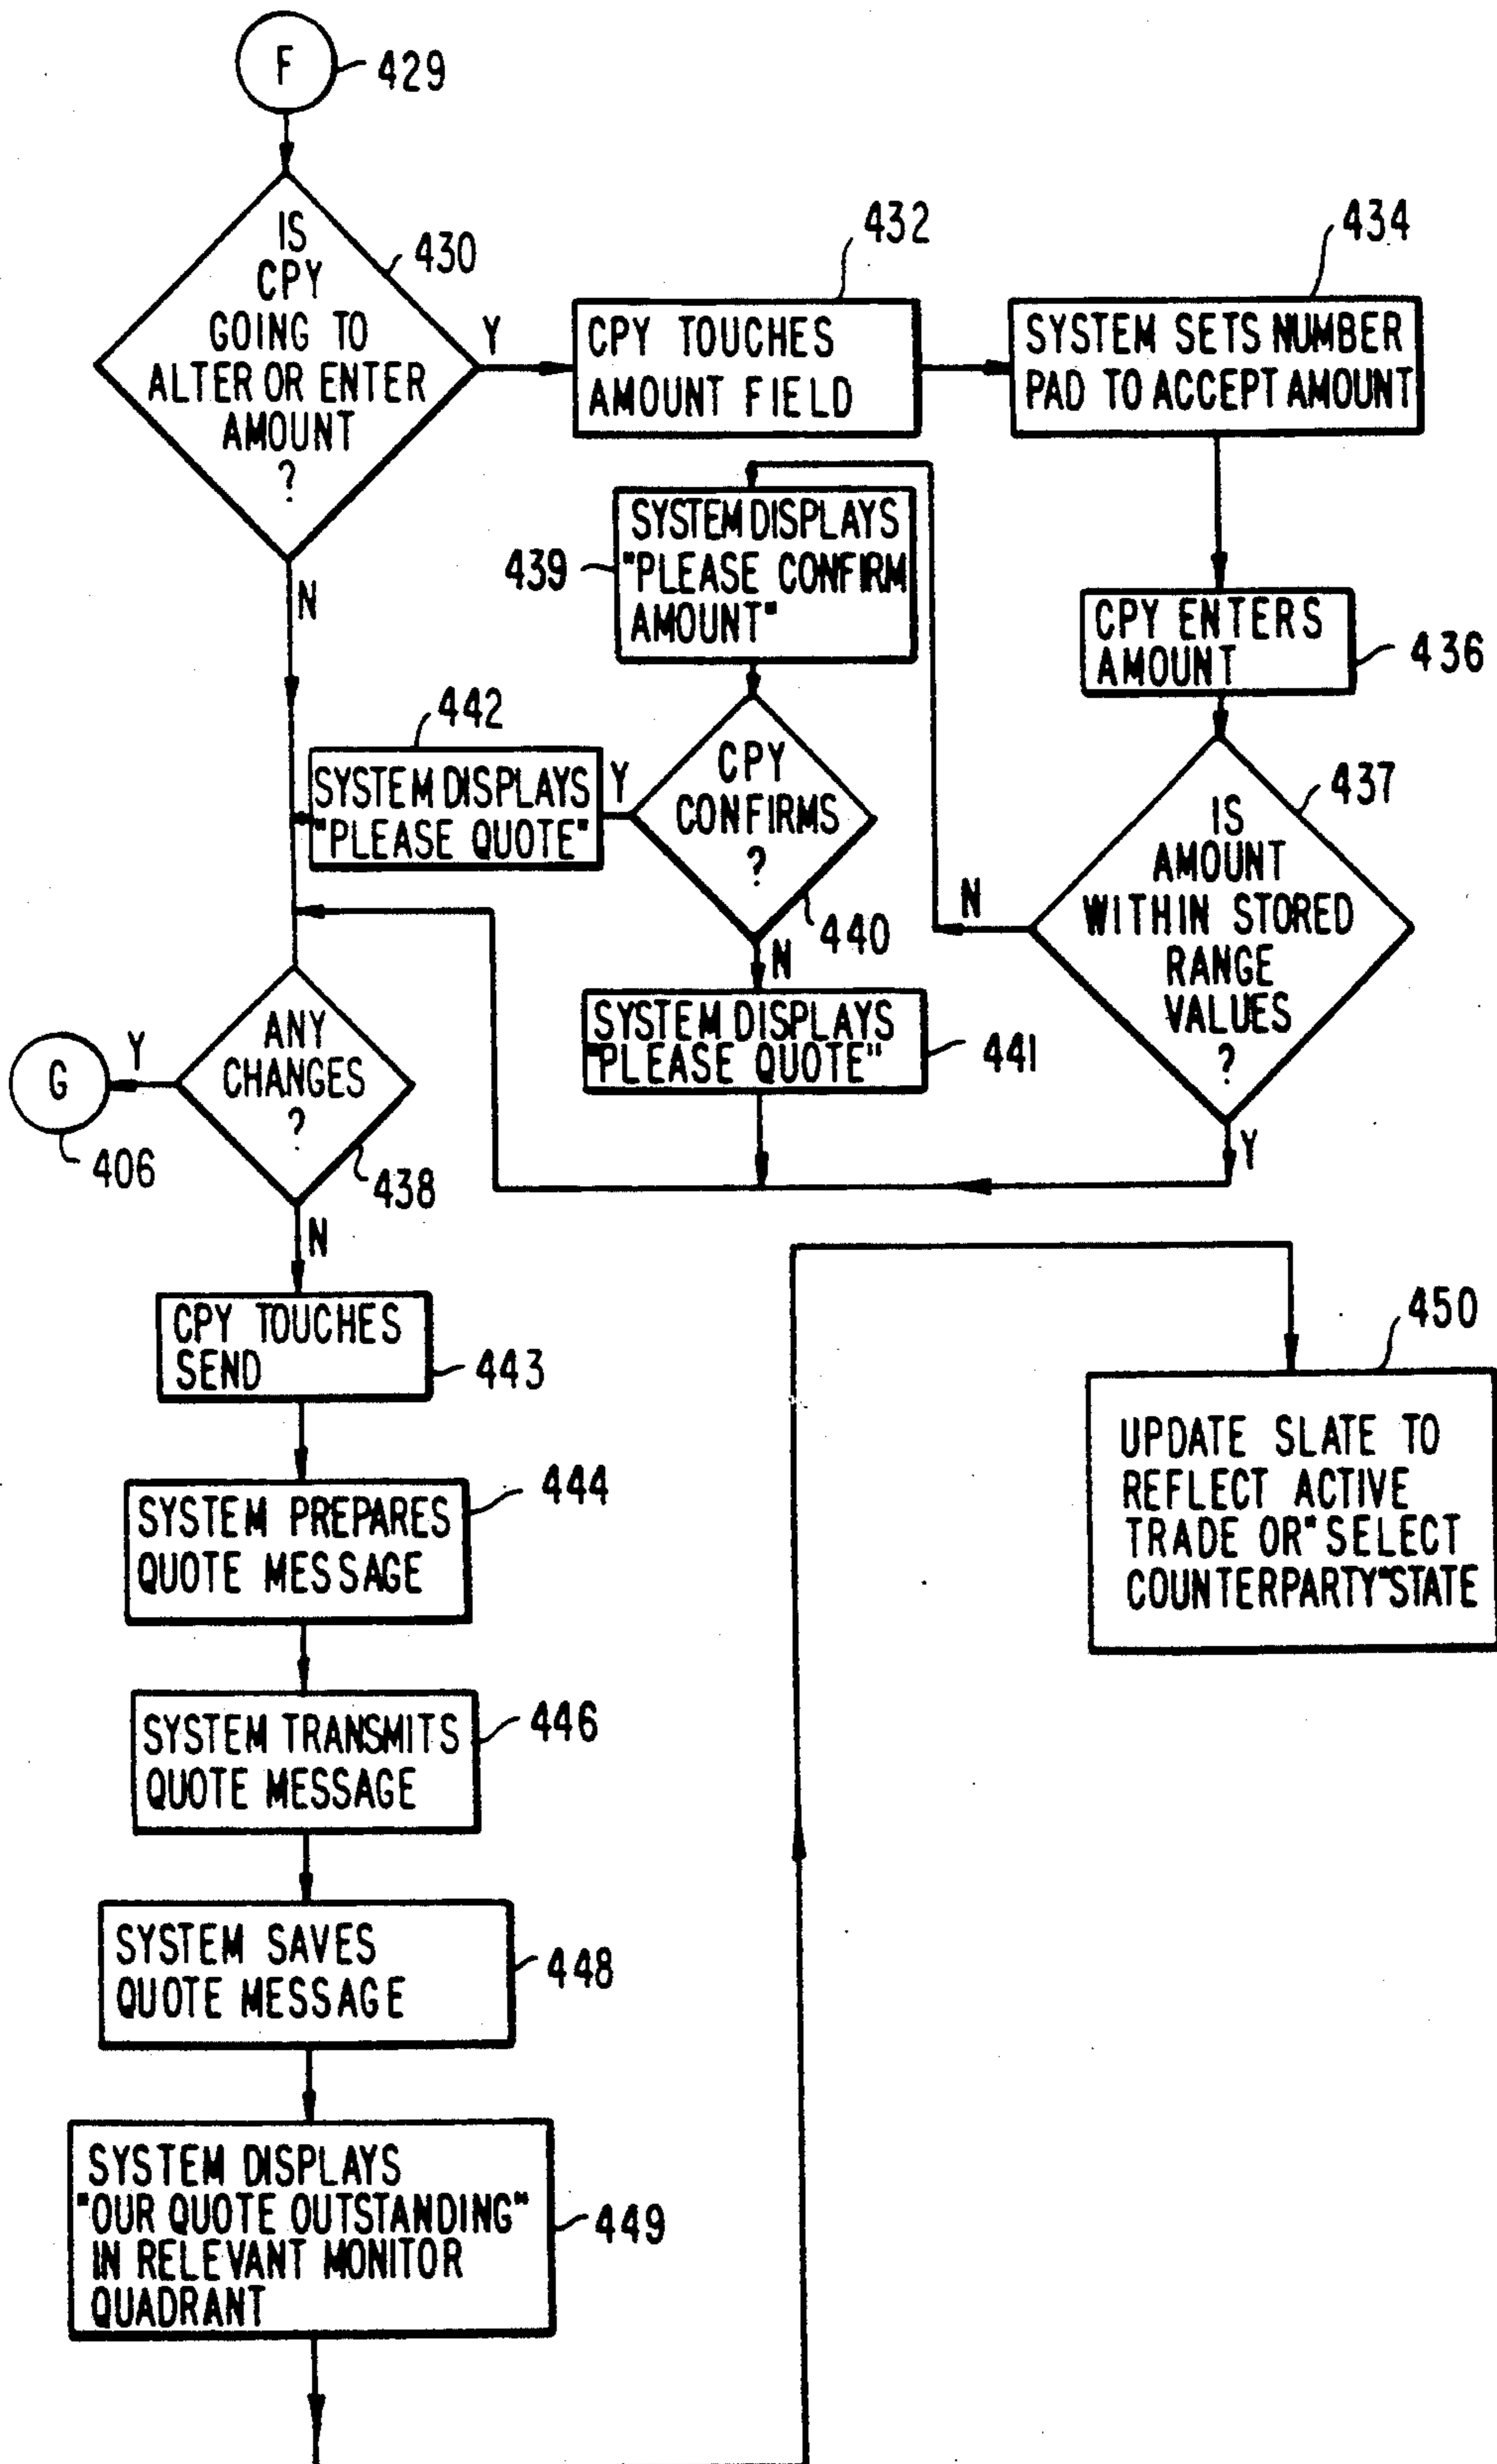 F
429
IS
CPY
GOING TO
ALTER OR ENTER
AMOUNT
?
430
Y
N
432
CPY TOUCHES
AMOUNT FIELD
434
SYSTEM SETS NUMBER
PAD TO ACCEPT AMOUNT
CPY ENTERS
AMOUNT
436
IS
AMOUNT
WITHIN STORED
RANGE
VALUES
?
437
N
Y
439
SYSTEM DISPLAYS
"PLEASE CONFIRM
AMOUNT"
CPY
CONFIRMS
?
440
Y
N
442
SYSTEM DISPLAYS
"PLEASE QUOTE"
SYSTEM DISPLAYS
"PLEASE QUOTE"
441
ANY
CHANGES
?
438
Y
G
406
N
CPY TOUCHES
SEND
443
SYSTEM PREPARES
QUOTE MESSAGE
444
SYSTEM TRANSMITS
QUOTE MESSAGE
446
SYSTEM SAVES
QUOTE MESSAGE
448
SYSTEM DISPLAYS
"OUR QUOTE OUTSTANDING"
IN RELEVANT MONITOR
QUADRANT
449
450
UPDATE SLATE TO
REFLECT ACTIVE
TRADE OR "SELECT
COUNTERPARTY" STATE